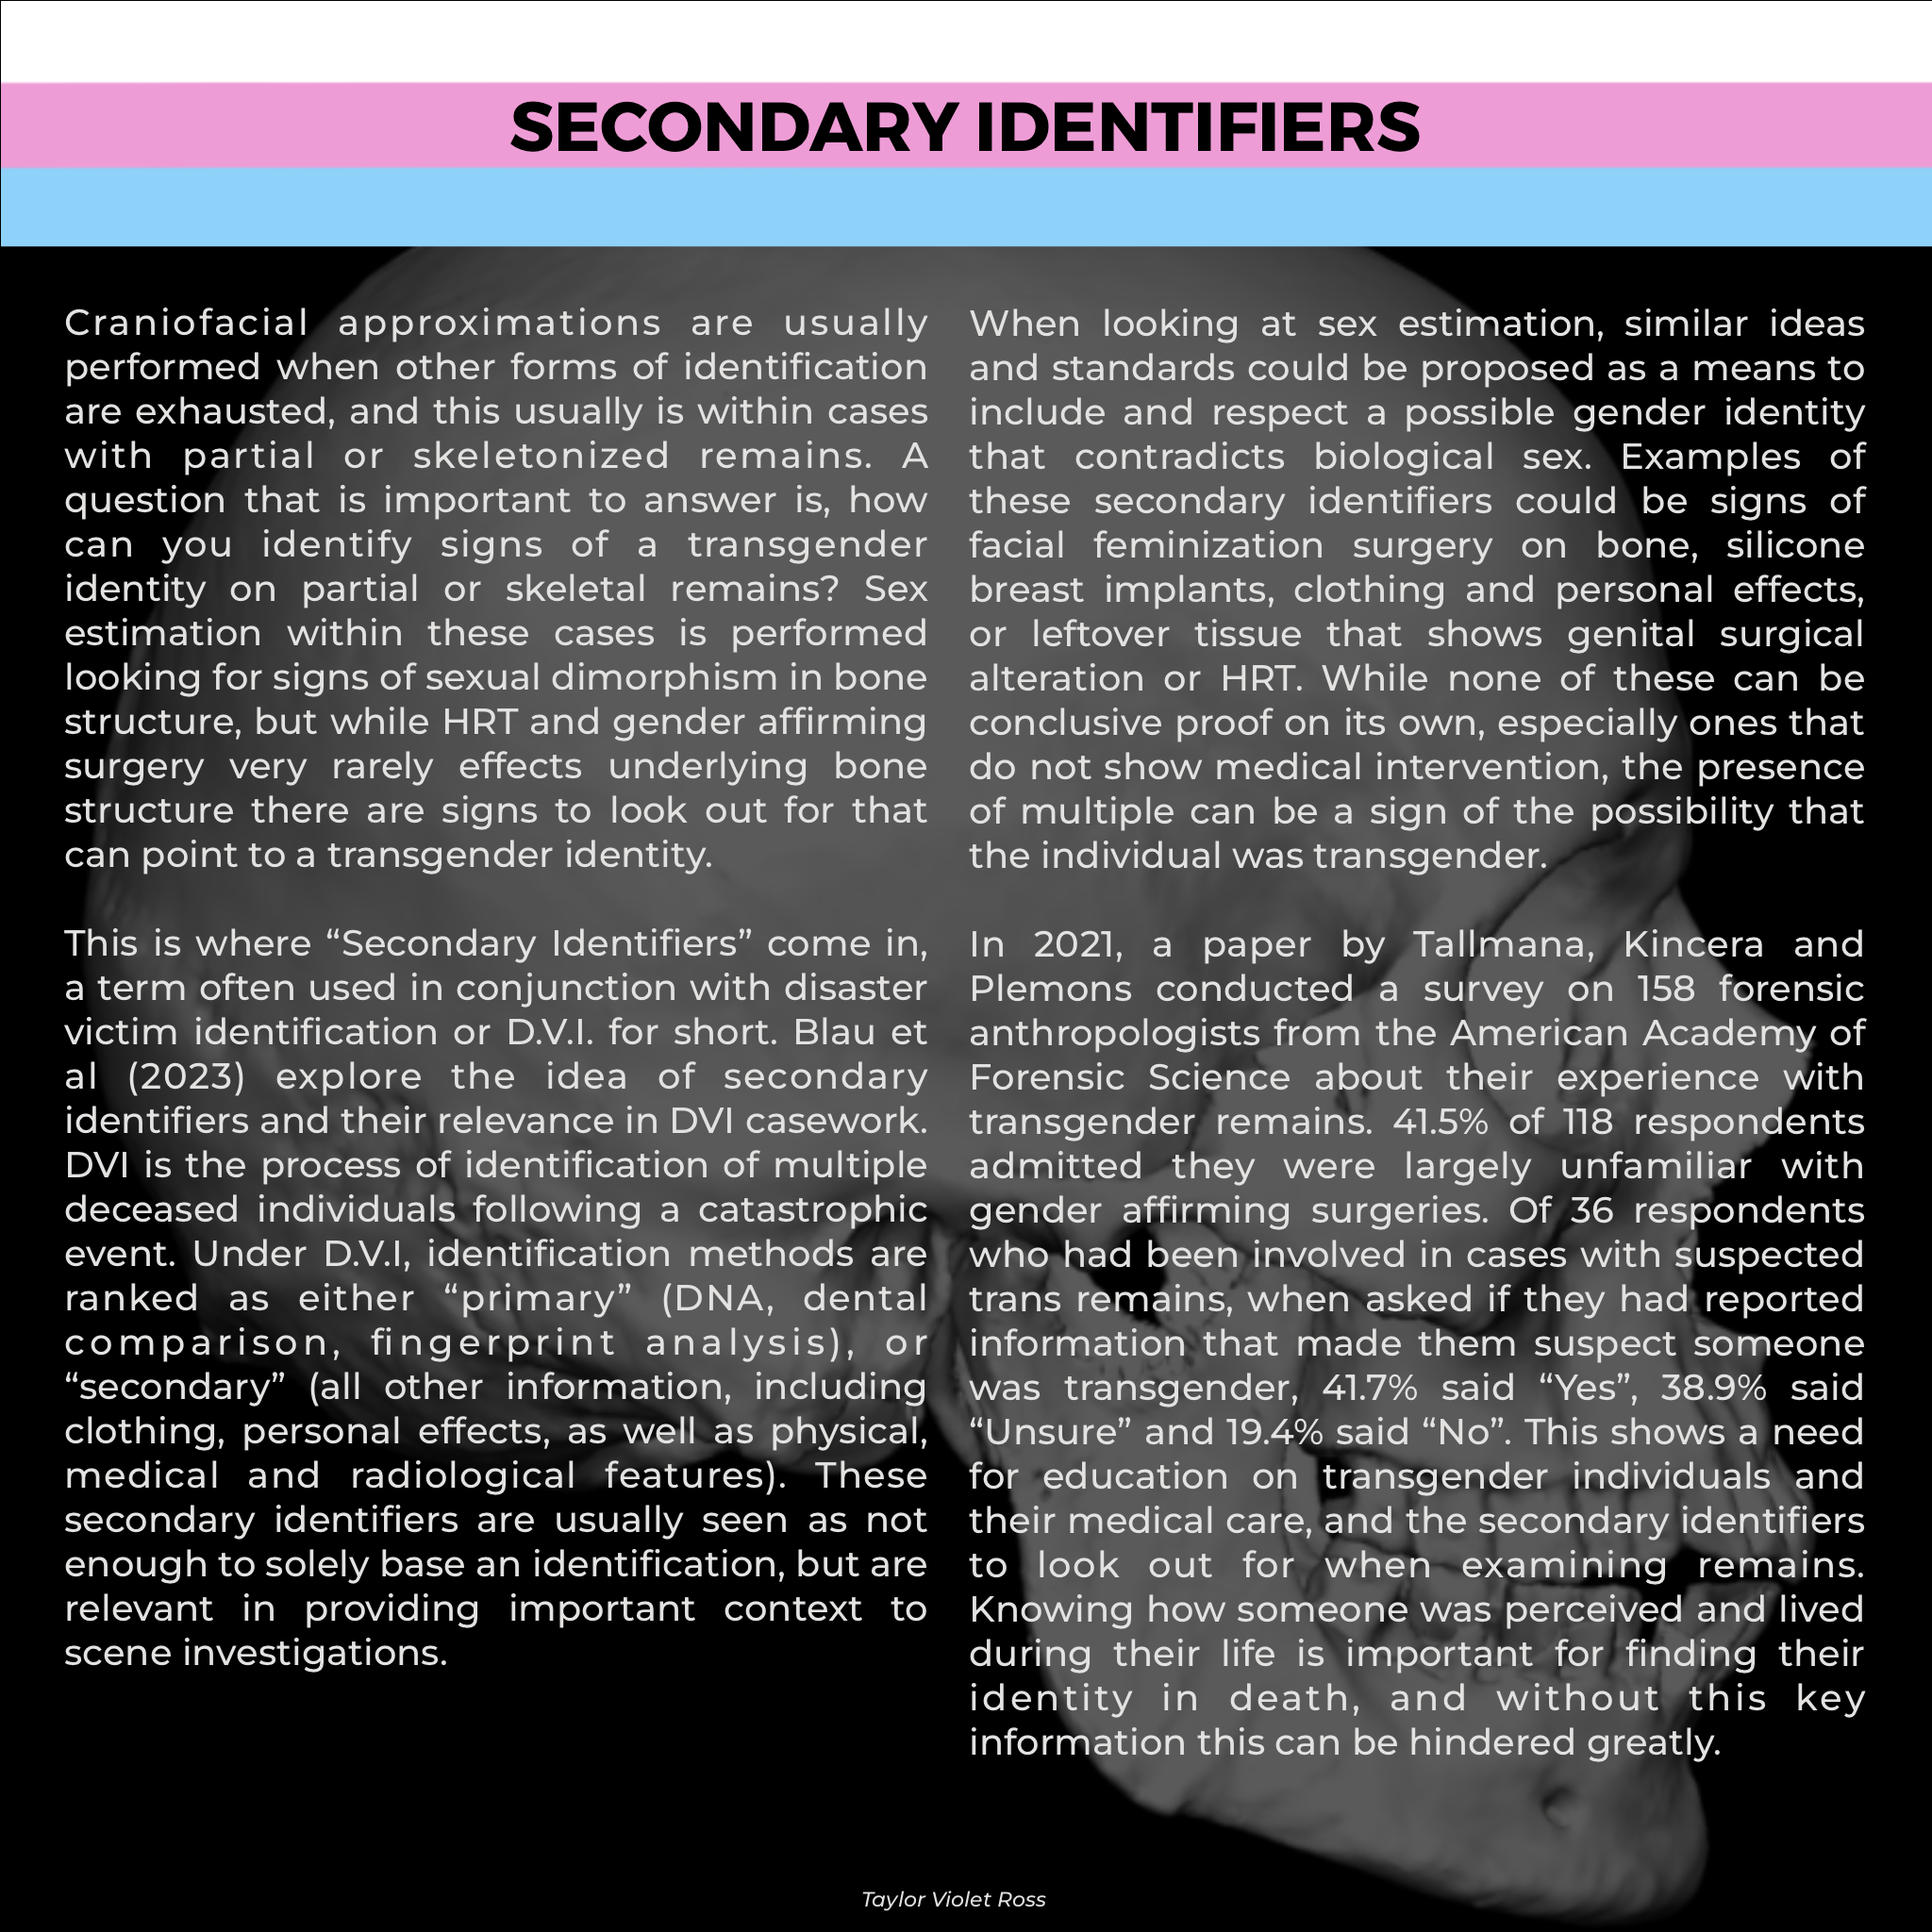 SECONDARY IDENTIFIERS
Craniofacial approximations are usually
performed when other forms of identification
are exhausted, and this usually is within cases
with partial or skeletonized remains. A
question that is important to answer is, how
can you identify signs of a transgender
identity on partial or skeletal remains? Sex
estimation within these cases is performed
looking for signs of sexual dimorphism in bone
structure, but while HRT and gender affirming
surgery very rarely effects underlying bone
structure there are signs to look out for that
can point to a transgender identity.
This is where “Secondary Identifiers” come in,
a term often used in conjunction with disaster
victim identification or D.V.I. for short. Blau et
al (2023) explore the idea of secondary
identifiers and their relevance in DVI casework.
DVI is the process of identification of multiple
deceased individuals following a catastrophic
event. Under D.V.I, identification methods are
ranked as either “primary” (DNA, dental
comparison, fingerprint analysis), or
“secondary” (all other information, including
clothing, personal effects, as well as physical,
medical and radiological features). These
secondary identifiers are usually seen as not
enough to solely base an identification, but are
relevant in providing important context to
scene investigations.
When looking at sex estimation, similar ideas
and standards could be proposed as a means to
include and respect a possible gender identity
that contradicts biological sex. Examples of
these secondary identifiers could be signs of
facial feminization surgery on bone, silicone
breast implants, clothing and personal effects,
or leftover tissue that shows genital surgical
alteration or HRT. While none of these can be
conclusive proof on its own, especially ones that
do not show medical intervention, the presence
of multiple can be a sign of the possibility that
the individual was transgender.
In 2021, a paper by Tallmana, Kincera and
Plemons conducted a survey on 158 forensic
anthropologists from the American Academy of
Forensic Science about their experience with
transgender remains. 41.5% of 118 respondents
admitted they were largely unfamiliar with
gender affirming surgeries. Of 36 respondents
who had been involved in cases with suspected
trans remains, when asked if they had reported
information that made them suspect someone
was transgender, 41.7% said “Yes”, 38.9% said
“Unsure” and 19.4% said “No”. This shows a need
for education on transgender individuals and
their medical care, and the secondary identifiers
to look out for when examining remains.
Knowing how someone was perceived and lived
during their life is important for finding their
identity in death, and without this key
information this can be hindered greatly.
Taylor Violet Ross